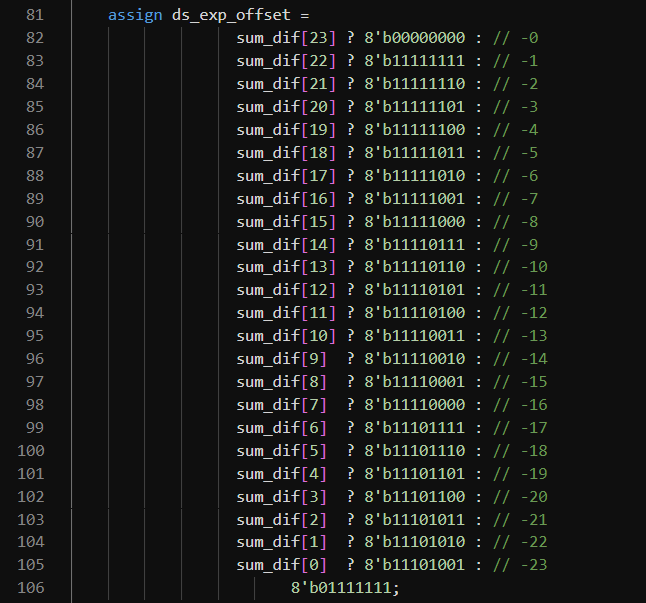 81 assign ds_exp_offset =
82 sum_dif[23] ? 8'b00000000 : // -0
83 sum_dif[22] ? 8'b11111111 : // -1
84 sum_dif[21] ? 8'b11111110 : // -2
85 sum_dif[20] ? 8'b11111101 : // -3
86 sum_dif[19] ? 8'b11111100 : // -4
87 sum_dif[18] ? 8'b11111011 : // -5
88 sum_dif[17] ? 8'b11111010 : // -6
89 sum_dif[16] ? 8'b11111001 : // -7
90 sum_dif[15] ? 8'b11111000 : // -8
91 sum_dif[14] ? 8'b11110111 : // -9
92 sum_dif[13] ? 8'b11110110 : // -10
93 sum_dif[12] ? 8'b11110101 : // -11
94 sum_dif[11] ? 8'b11110100 : // -12
95 sum_dif[10] ? 8'b11110011 : // -13
96 sum_dif[9]  ? 8'b11110010 : // -14
97 sum_dif[8]  ? 8'b11110001 : // -15
98 sum_dif[7]  ? 8'b11110000 : // -16
99 sum_dif[6]  ? 8'b11101111 : // -17
100 sum_dif[5]  ? 8'b11101110 : // -18
101 sum_dif[4]  ? 8'b11101101 : // -19
102 sum_dif[3]  ? 8'b11101100 : // -20
103 sum_dif[2]  ? 8'b11101011 : // -21
104 sum_dif[1]  ? 8'b11101010 : // -22
105 sum_dif[0]  ? 8'b11101001 : // -23
106 8'b01111111;